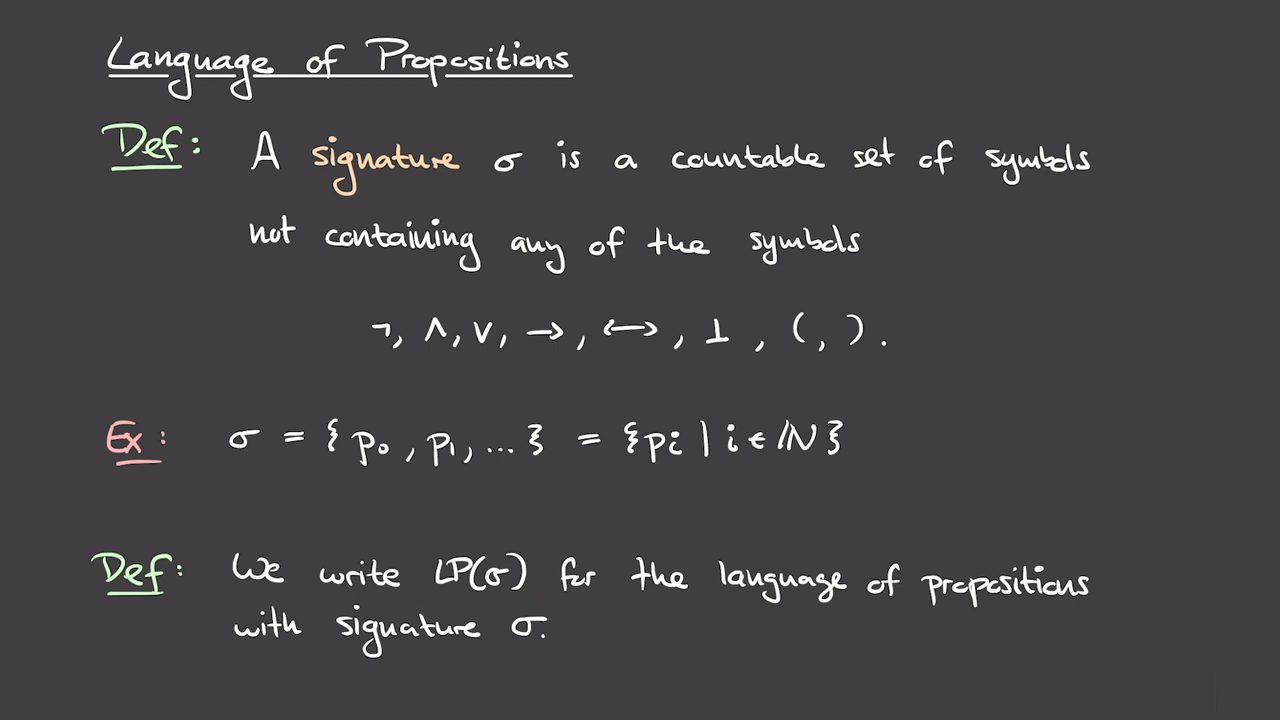 Language of Propositions
Def: A signature σ is a countable set of symbols
not containing any of the symbols
¬, ∧, ∨, →, ↔, ⊥, (, ).
Ex: σ = { p₀, p₁, ... } = { pᵢ | i ∈ ℕ }
Def: We write LP(σ) for the language of propositions
with signature σ.